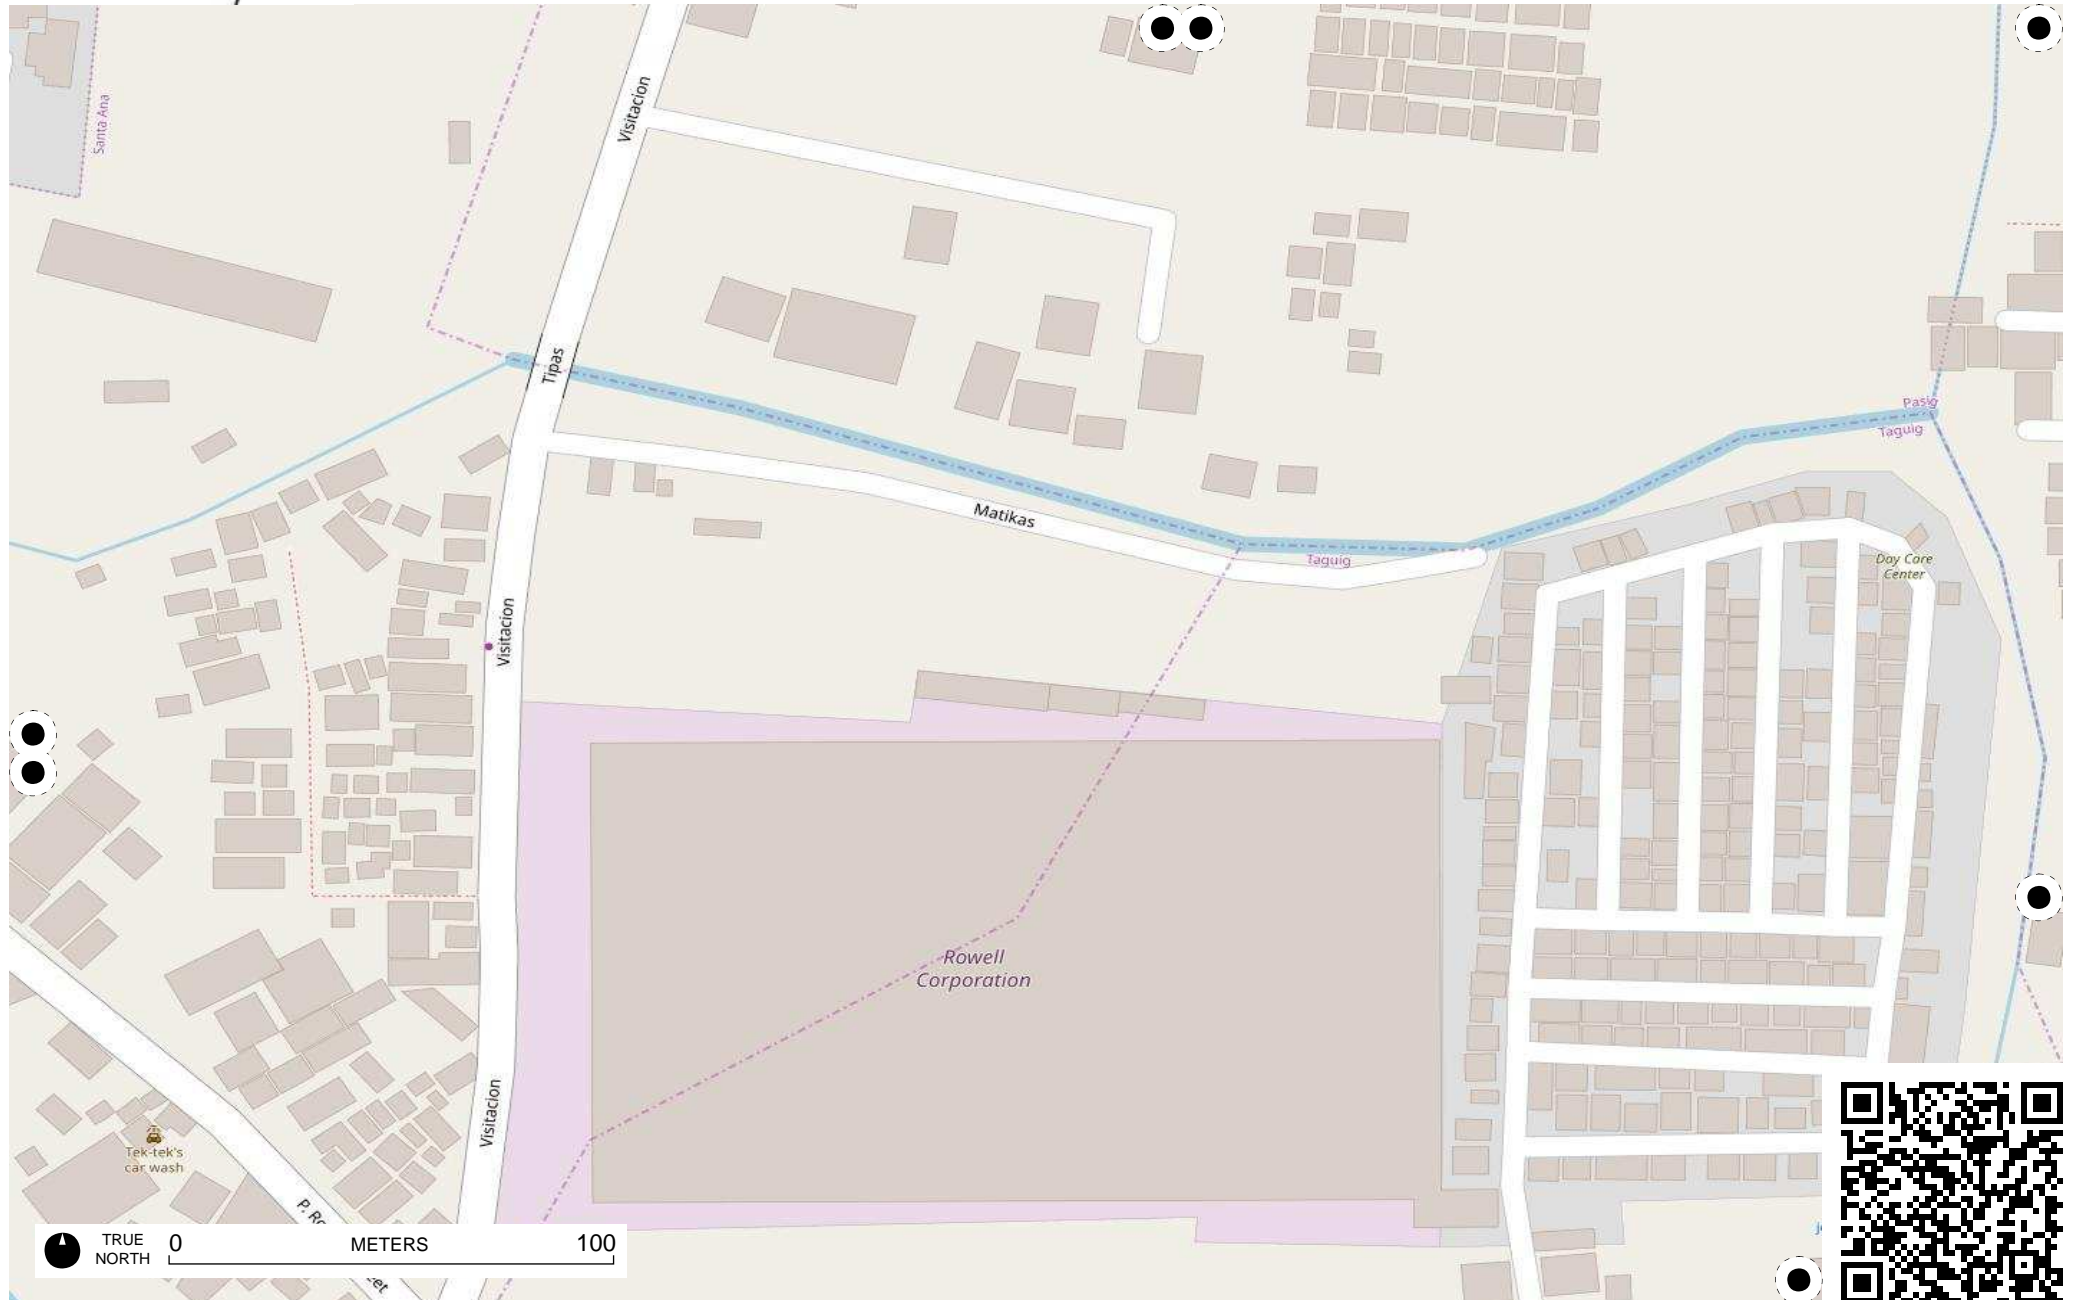 Santa Ana
Visitacion
Tipas
Pasig
Taguig
Matikas
Taguig
Day Care
Center
Visitacion
Rowell
Corporation
Visitacion
Tek-tek's
car wash
TRUE
NORTH
0 METERS 100